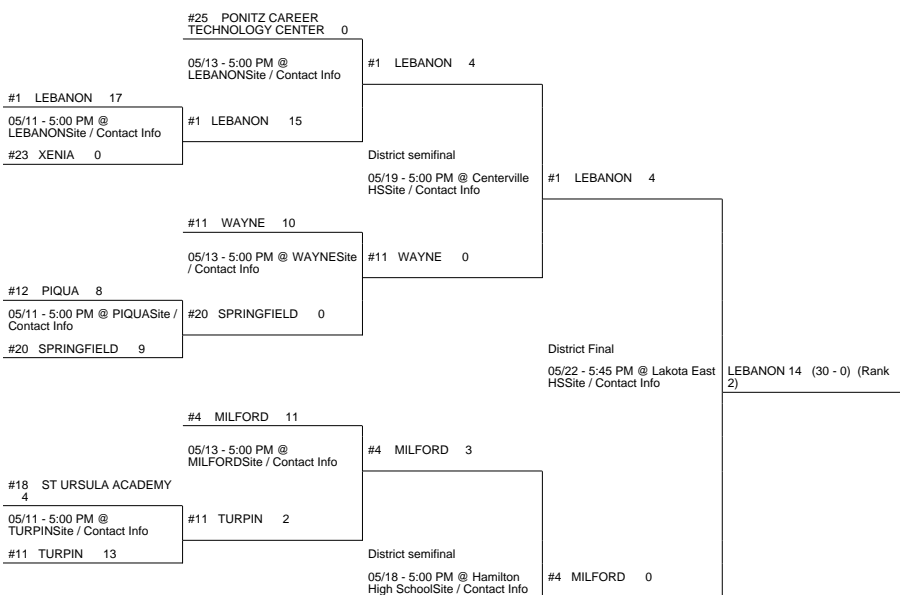 #25 PONITZ CAREER
TECHNOLOGY CENTER 0
05/13 - 5:00 PM @
LEBANONSite / Contact Info
#1 LEBANON 4
#1 LEBANON 17
05/11 - 5:00 PM @
LEBANONSite / Contact Info
#1 LEBANON 15
#23 XENIA 0
District semifinal
05/19 - 5:00 PM @ Centerville
HSSite / Contact Info
#1 LEBANON 4
#11 WAYNE 10
05/13 - 5:00 PM @ WAYNESite
/ Contact Info
#11 WAYNE 0
#12 PIQUA 8
05/11 - 5:00 PM @ PIQUASite /
Contact Info
#20 SPRINGFIELD 0
#20 SPRINGFIELD 9
District Final
05/22 - 5:45 PM @ Lakota East
HSSite / Contact Info
LEBANON 14 (30 - 0) (Rank
2)
#4 MILFORD 11
05/13 - 5:00 PM @
MILFORDSite / Contact Info
#4 MILFORD 3
#18 ST URSULA ACADEMY
4
05/11 - 5:00 PM @
TURPINSite / Contact Info
#11 TURPIN 2
#11 TURPIN 13
District semifinal
05/18 - 5:00 PM @ Hamilton
High SchoolSite / Contact Info
#4 MILFORD 0